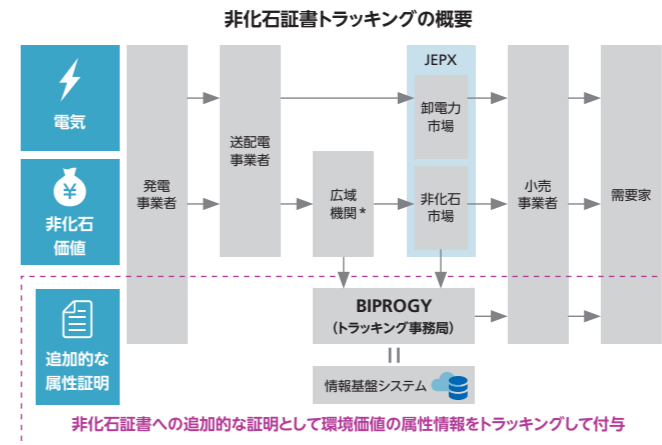 非化石証書トラッキングの概要
電気
非化石
価値
追加的な
属性証明
発電
事業者
送配電
事業者
広域
機関*
JEPX
卸電力
市場
非化石
市場
小売
事業者
需要家
BIPROGY
(トラッキング事務局)
情報基盤システム
非化石証書への追加的な証明として環境価値の属性情報をトラッキングして付与